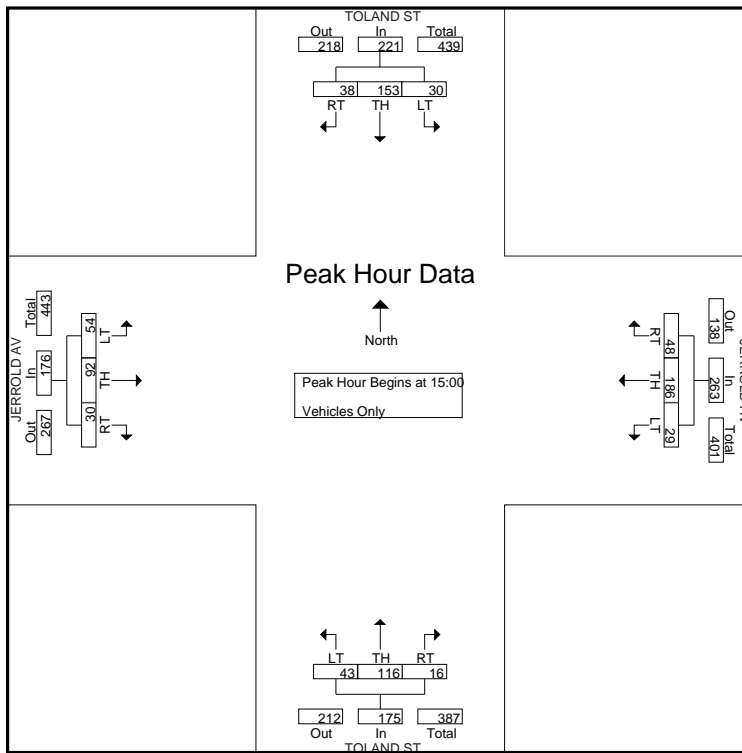 TOLAND ST
Out In Total
218 221 439
38 153 30
RT TH LT
Peak Hour Data
North
Peak Hour Begins at 15:00
Vehicles Only
JERROLD AV
Total In Out
443 176 267
54 92 30
LT TH RT
RT TH LT
48 186 29
Out In Total
138 263 401
LT TH RT
43 116 16
212 175 387
Out In Total
TOLAND ST